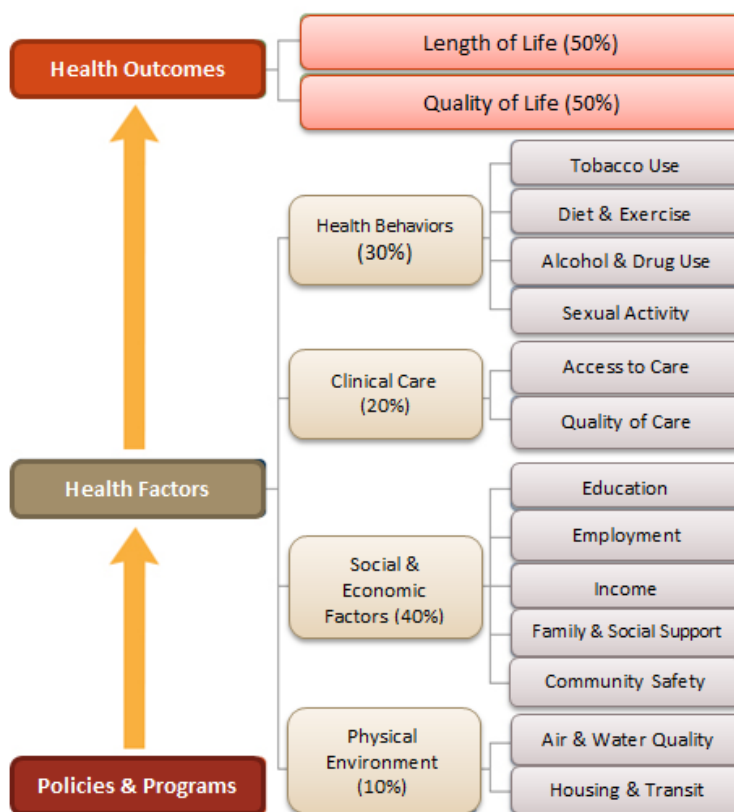 Health Outcomes
Length of Life (50%)
Quality of Life (50%)
Health Factors
Health Behaviors
(30%)
Tobacco Use
Diet & Exercise
Alcohol & Drug Use
Sexual Activity
Clinical Care
(20%)
Access to Care
Quality of Care
Social &
Economic
Factors (40%)
Education
Employment
Income
Family & Social Support
Community Safety
Physical
Environment
(10%)
Air & Water Quality
Housing & Transit
Policies & Programs